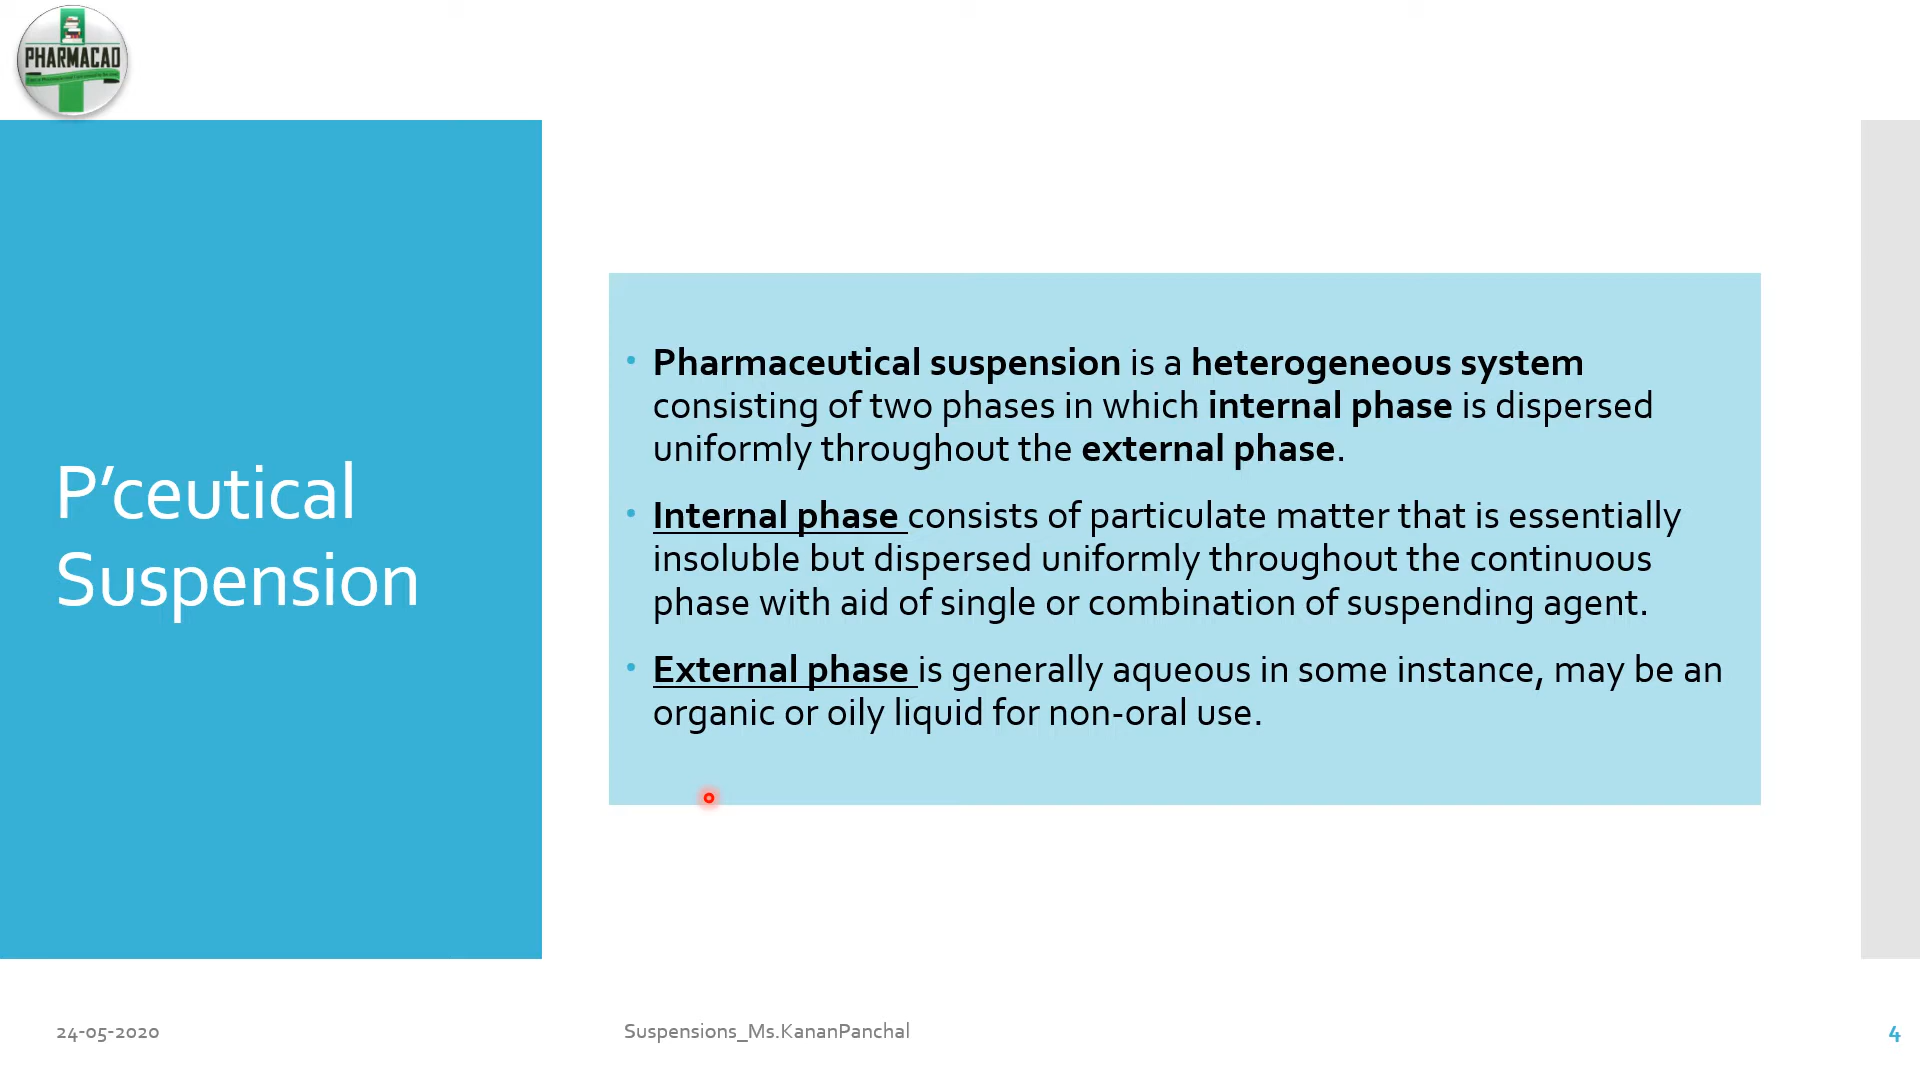 PHARMACAD
P’ceutical
Suspension
• Pharmaceutical suspension is a heterogeneous system
consisting of two phases in which internal phase is dispersed
uniformly throughout the external phase.
• Internal phase consists of particulate matter that is essentially
insoluble but dispersed uniformly throughout the continuous
phase with aid of single or combination of suspending agent.
• External phase is generally aqueous in some instance, may be an
organic or oily liquid for non-oral use.
24-05-2020
Suspensions_Ms.KananPanchal
4